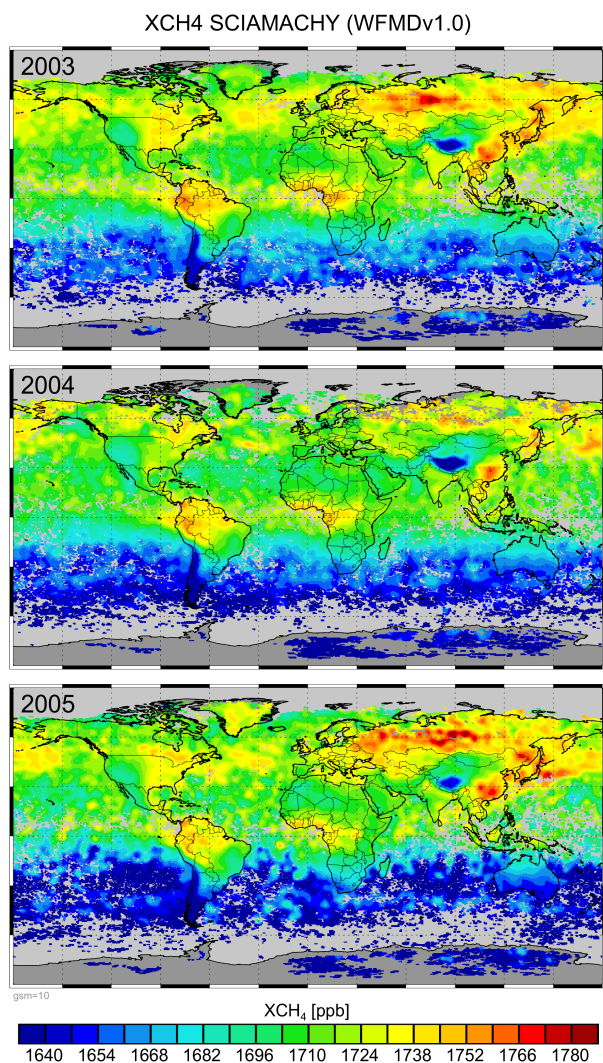 XCH4 SCIAMACHY (WFMDv1.0)
2003
2004
2005
gsm=10
XCH₄ [ppb]
1640 1654 1668 1682 1696 1710 1724 1738 1752 1766 1780